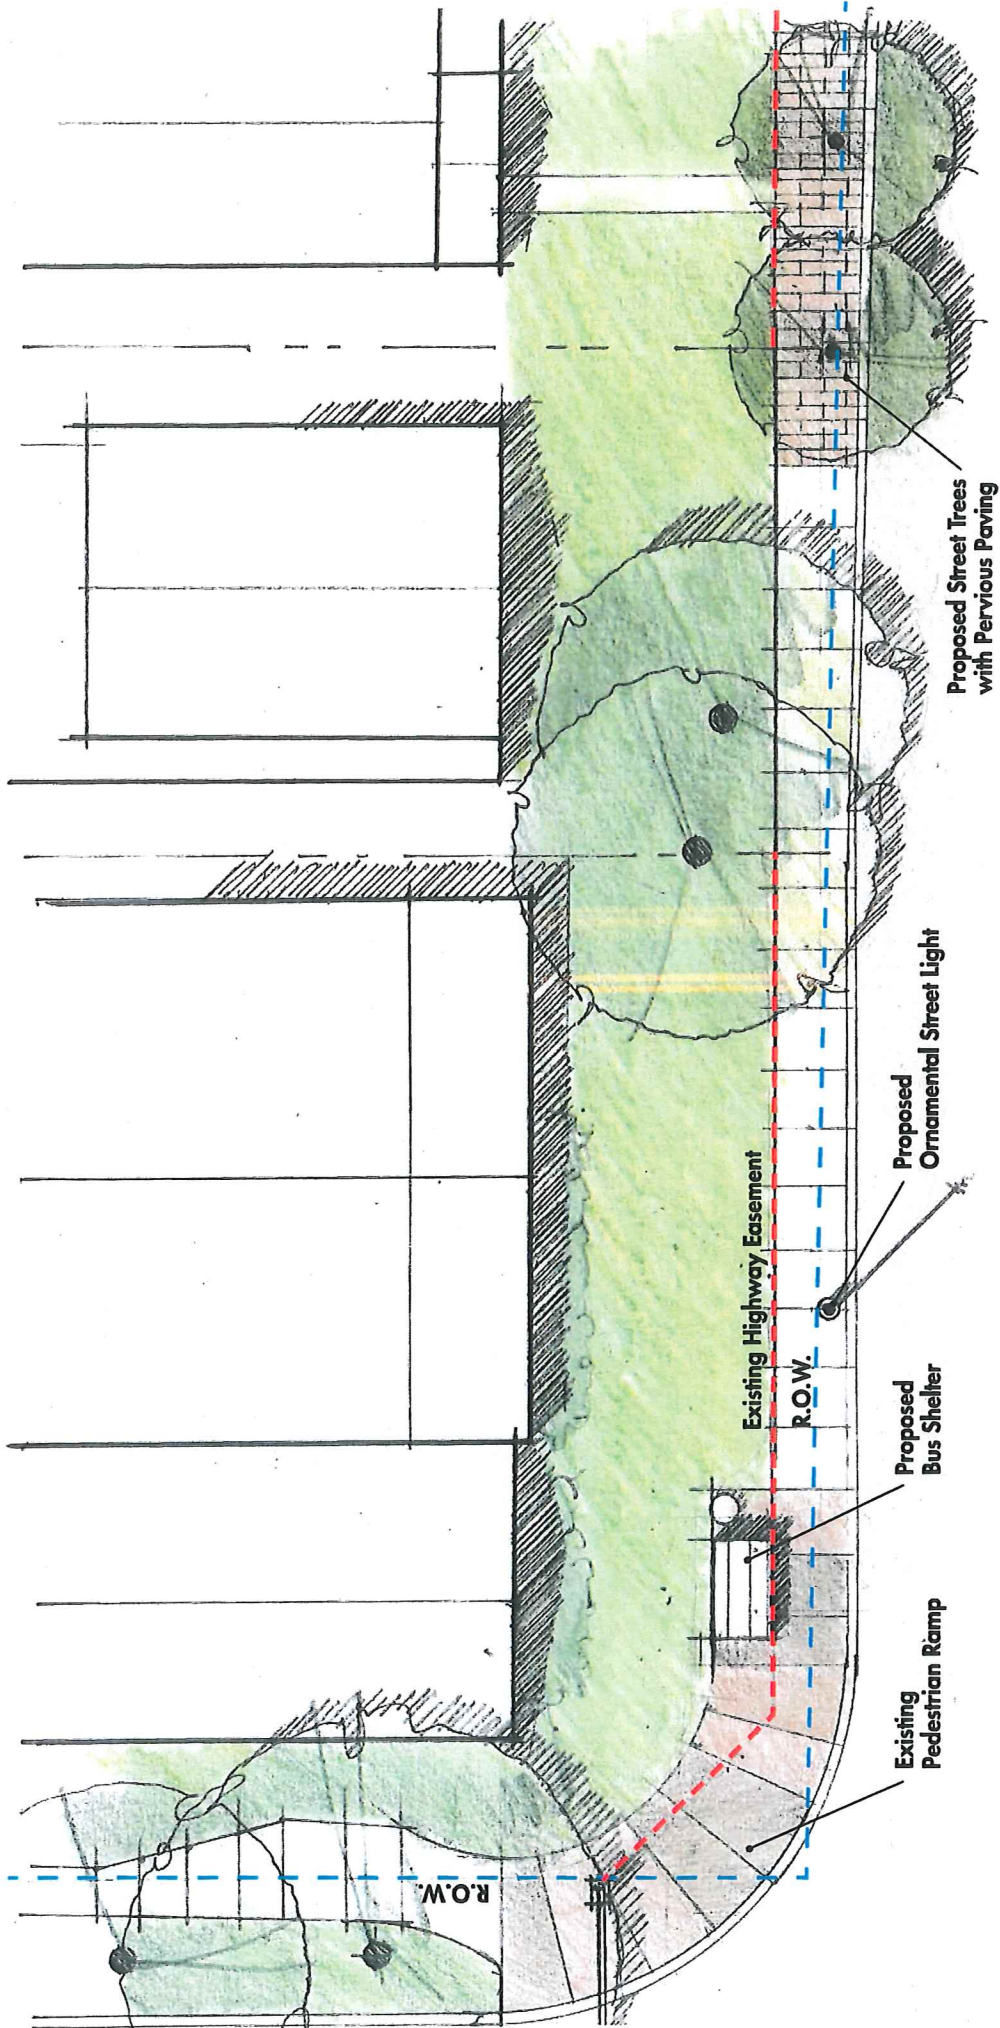 Existing
Pedestrian Ramp
R.O.W.
Proposed
Bus Shelter
Existing Highway Easement
R.O.W.
Proposed
Ornamental Street Light
Proposed Street Trees
with Pervious Paving